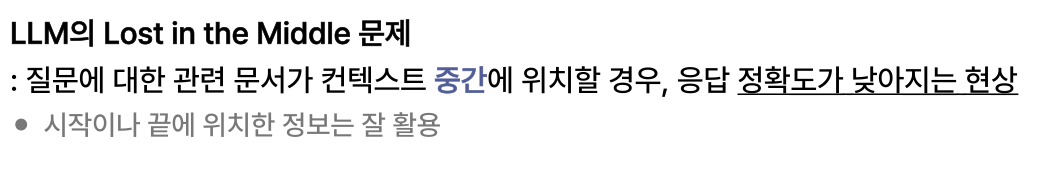 LLM의 Lost in the Middle 문제
: 질문에 대한 관련 문서가 컨텍스트 중간에 위치할 경우, 응답 정확도가 낮아지는 현상
• 시작이나 끝에 위치한 정보는 잘 활용